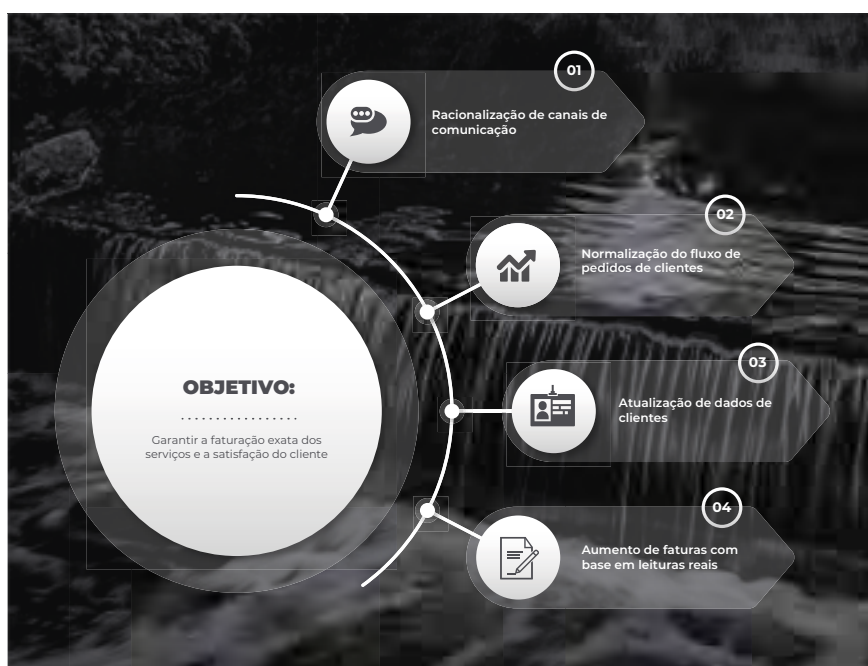 01
Racionalização de canais de
comunicação
02
Normalização do fluxo de
pedidos de clientes
OBJETIVO:
Garantir a faturação exata dos
serviços e a satisfação do cliente
03
Atualização de dados de
clientes
04
Aumento de faturas com
base em leituras reais